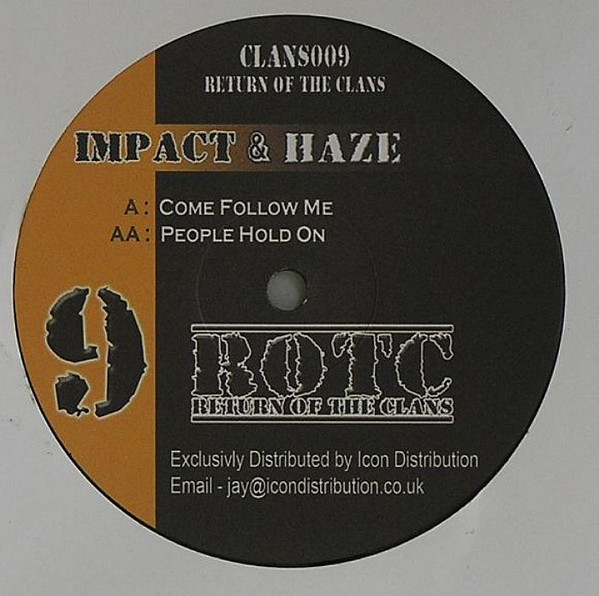 CLANS009
RETURN OF THE CLANS
IMPACT & HAZE
A: COME FOLLOW ME
AA: PEOPLE HOLD ON
9
ROTC
RETURN OF THE CLANS
Exclusivly Distributed by Icon Distribution
Email - jay@icondistribution.co.uk